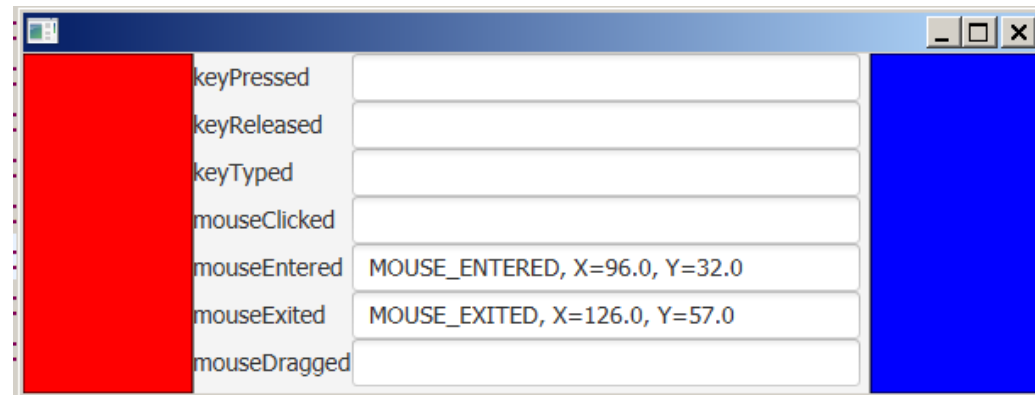 keyPressed
keyReleased
keyTyped
mouseClicked
mouseEntered MOUSE_ENTERED, X=96.0, Y=32.0
mouseExited MOUSE_EXITED, X=126.0, Y=57.0
mouseDragged